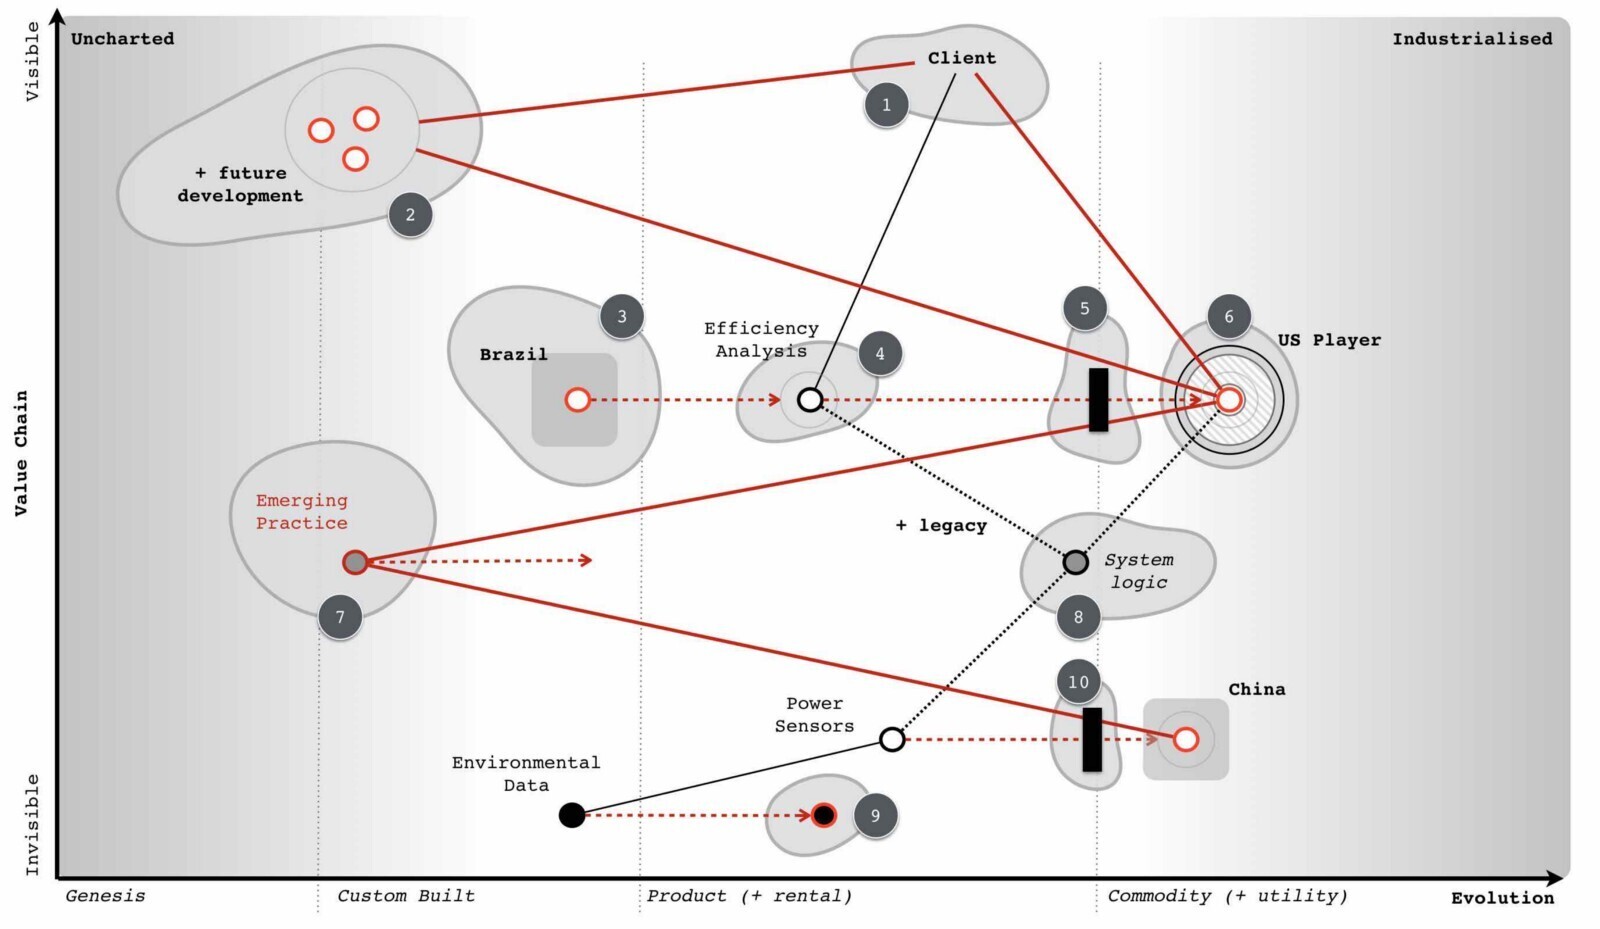 Visible
Uncharted
Client
Industrialised
1
+ future
development
2
3
5
6
Efficiency
Analysis
4
US Player
Brazil
Value Chain
Emerging
Practice
+ legacy
System
logic
7
8
10
China
Power
Sensors
Environmental
Data
9
Invisible
Genesis
Custom Built
Product (+ rental)
Commodity (+ utility)
Evolution